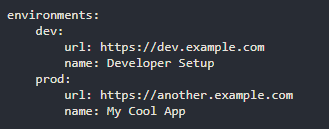 environments:
    dev:
        url: https://dev.example.com
        name: Developer Setup
    prod:
        url: https://another.example.com
        name: My Cool App